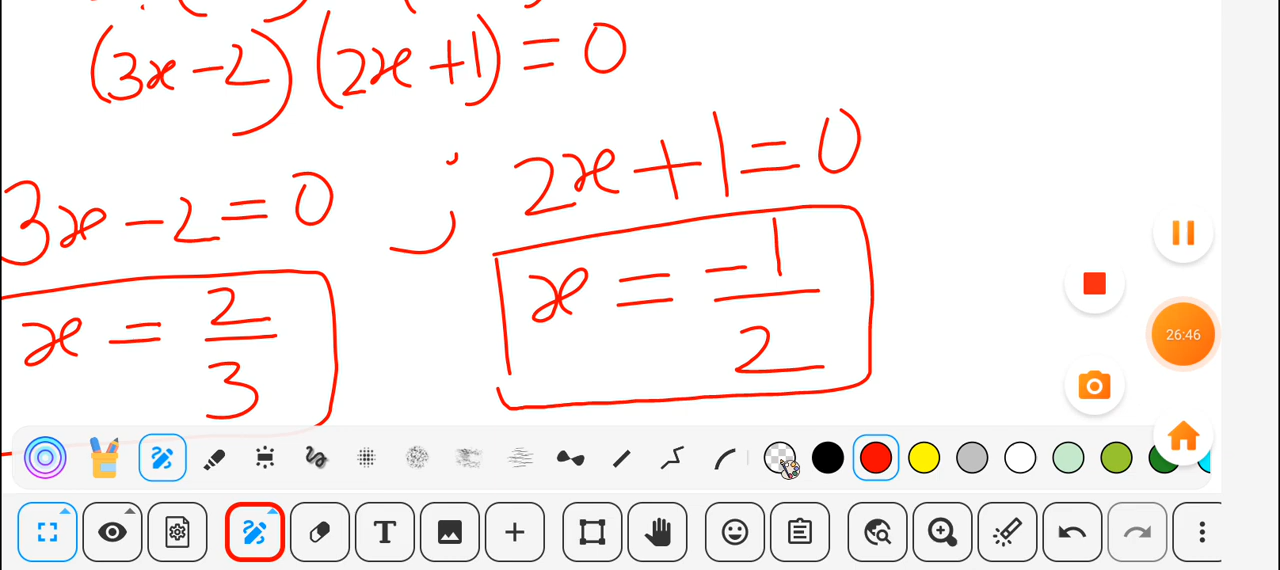 (3x-2)(2x+1)=0
3x-2=0 ; 2x+1=0
x = 2/3
x = -1/2
26:46
T